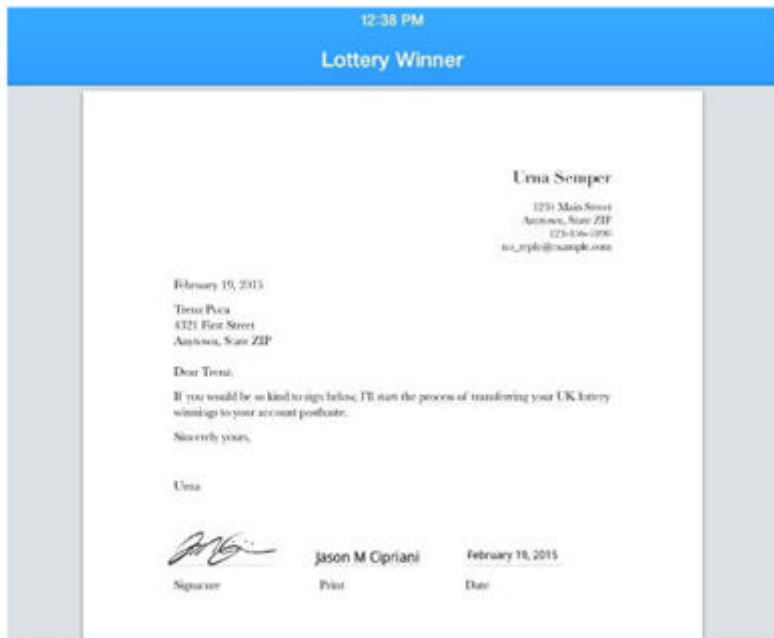 12:38 PM
Lottery Winner
Urna Semper
1234 Main Street
Anytown, State ZIP
no_reply@example.com
February 19, 2015
Trenz Puca
4321 First Street
Anytown, State ZIP
Dear Trenz,
If you would be so kind to sign below, I'll start the process of transferring your UK lottery
winnings to your account posthaste.
Sincerely yours,
Urna
Jason M Cipriani
February 19, 2015
Signature
Print
Date